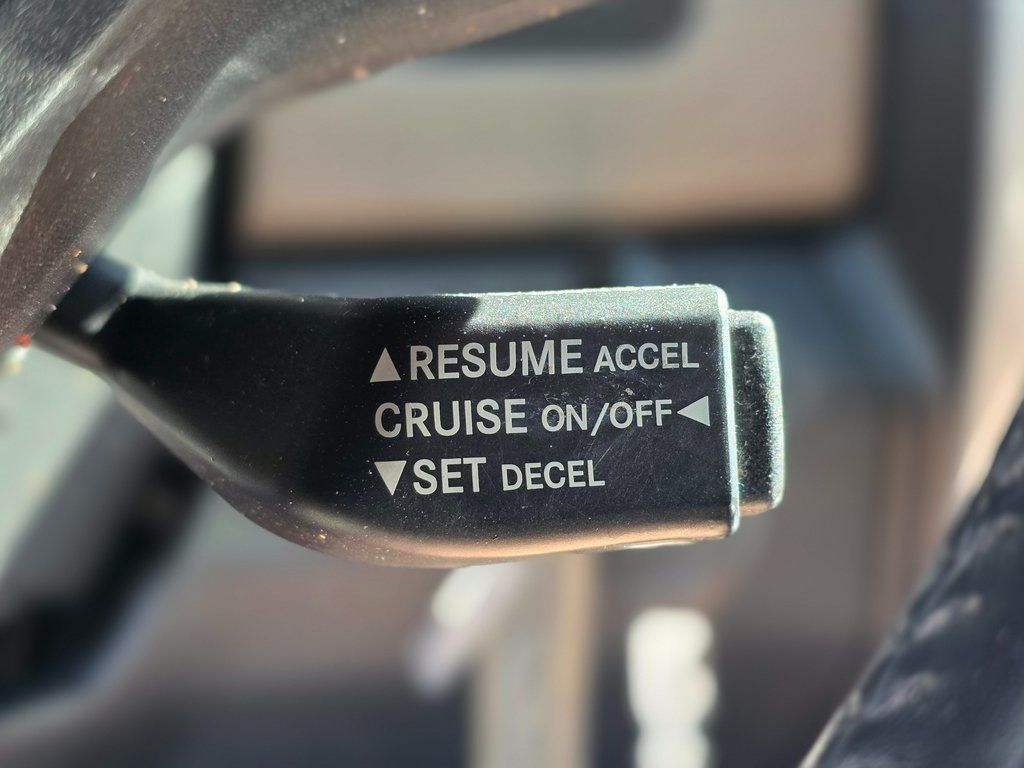 ▲RESUME ACCEL
CRUISE ON/OFF◀
▼SET DECEL